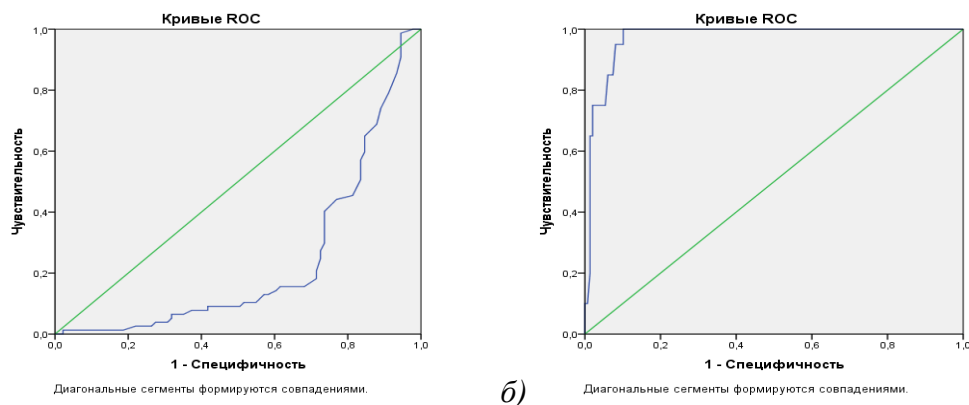 Кривые ROC
1,0
0,8
0,6
0,4
0,2
0,0
Чувствительность
0,0 0,2 0,4 0,6 0,8 1,0
1 - Специфичность
Диагональные сегменты формируются совпадениями.
б)
Кривые ROC
1,0
0,8
0,6
0,4
0,2
0,0
Чувствительность
0,0 0,2 0,4 0,6 0,8 1,0
1 - Специфичность
Диагональные сегменты формируются совпадениями.